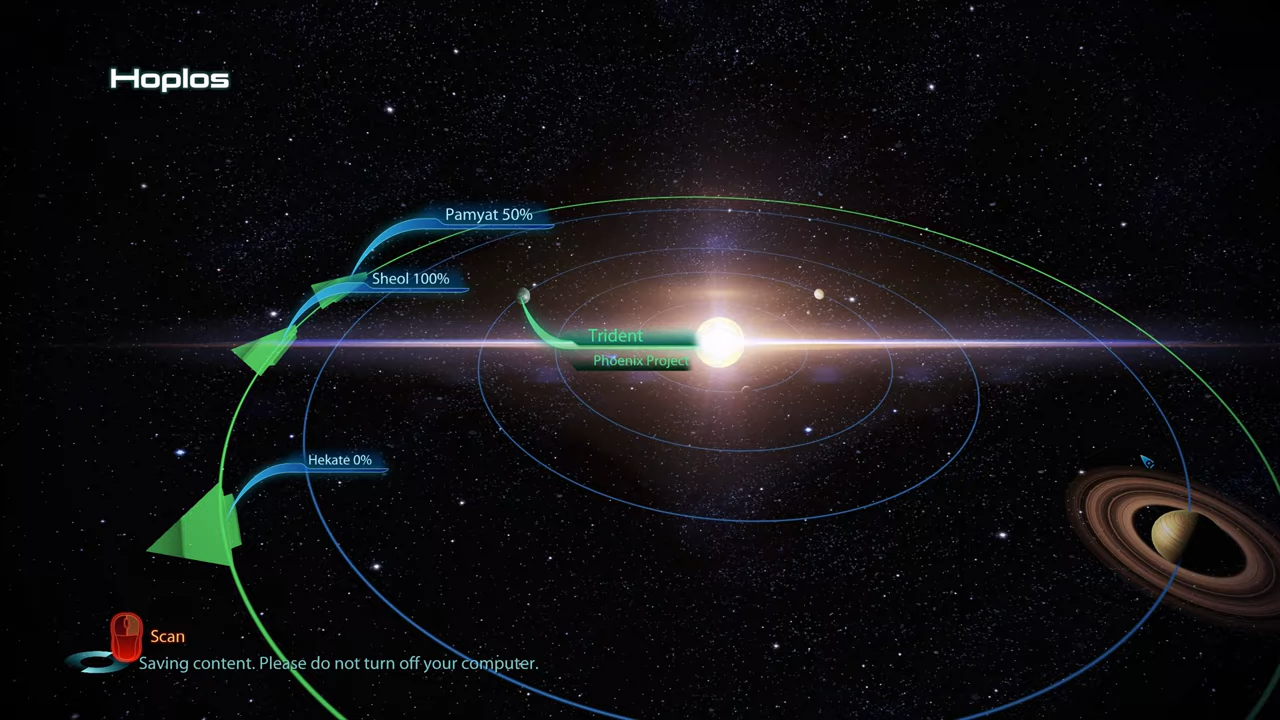 Hoplos
Pamyat 50%
Sheol 100%
Trident
Phoenix Project
Hekate 0%
Scan
Saving content. Please do not turn off your computer.